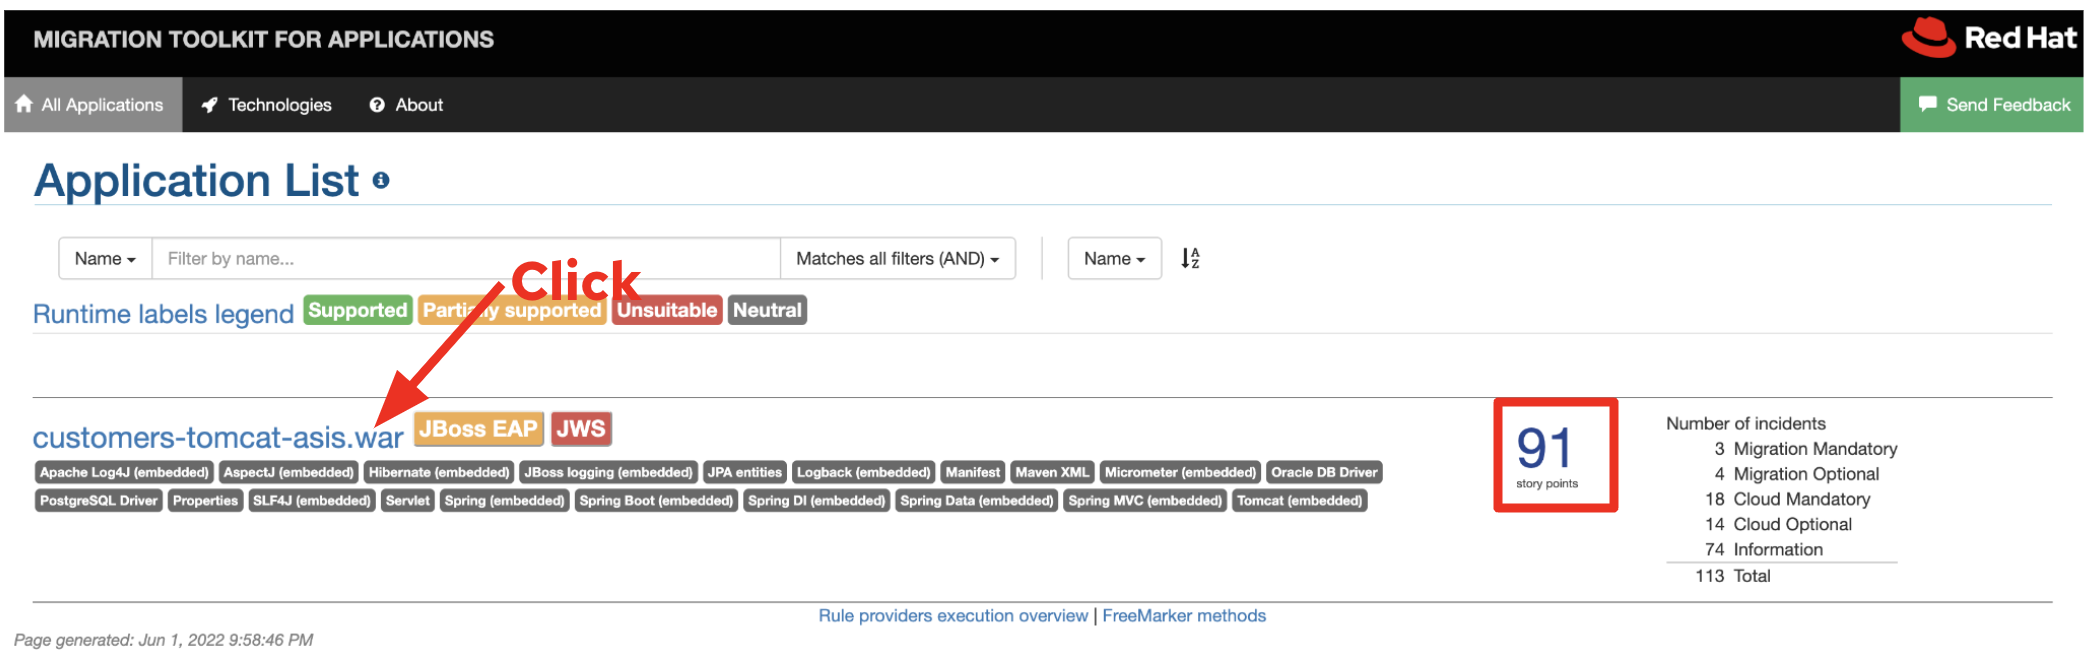 MIGRATION TOOLKIT FOR APPLICATIONS
Red Hat
All Applications Technologies About Send Feedback
Application List
Name Filter by name... Matches all filters (AND) Name
Click
Runtime labels legend Supported Partially supported Unsuitable Neutral
customers-tomcat-asis.war JBoss EAP JWS
Apache Log4J (embedded) AspectJ (embedded) Hibernate (embedded) JBoss logging (embedded) JPA entities Logback (embedded) Manifest Maven XML Micrometer (embedded) Oracle DB Driver
PostgreSQL Driver Properties SLF4J (embedded) Servlet Spring (embedded) Spring Boot (embedded) Spring DI (embedded) Spring Data (embedded) Spring MVC (embedded) Tomcat (embedded)
91
story points
Number of incidents
3 Migration Mandatory
4 Migration Optional
18 Cloud Mandatory
14 Cloud Optional
74 Information
113 Total
Rule providers execution overview | FreeMarker methods
Page generated: Jun 1, 2022 9:58:46 PM